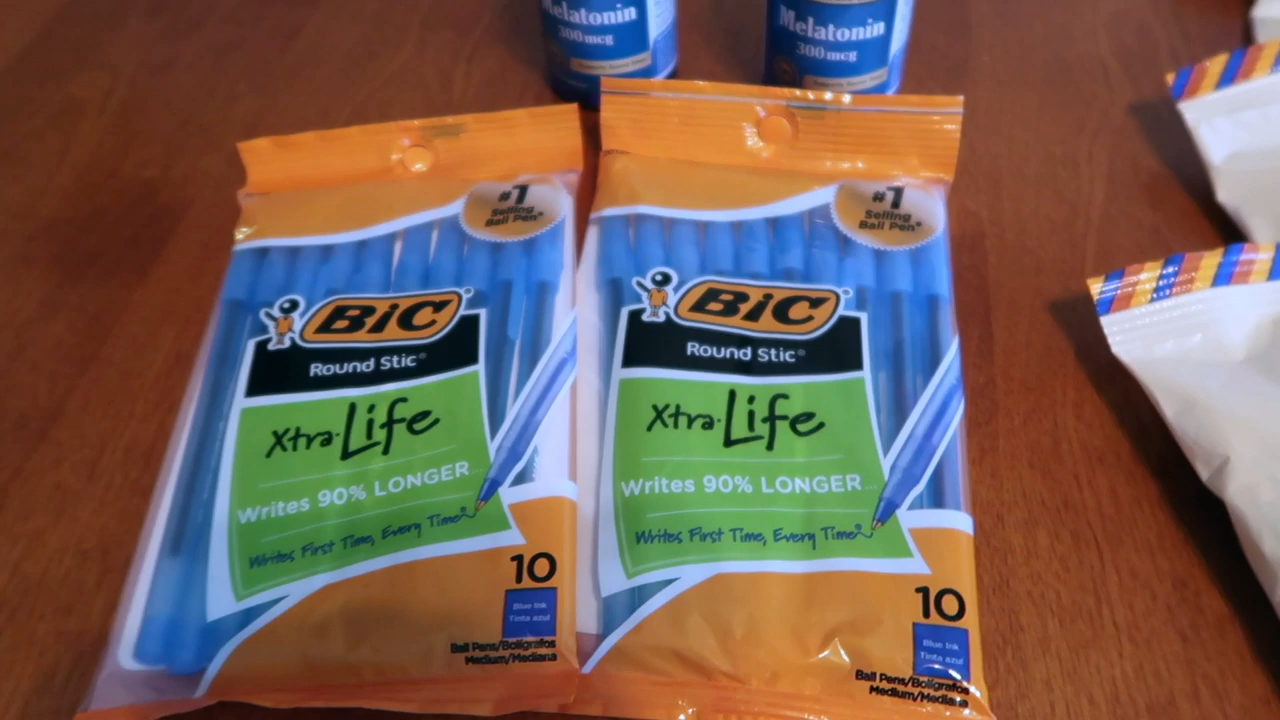 Melatonin
300 mcg
Melatonin
300 mcg
#1
Selling
Ball Pen*
BiC®
Round Stic®
Xtra·Life
Writes 90% LONGER
Writes First Time, Every Time
10
Blue Ink
Tinta azul
Ball Pens/Bolígrafos
Medium/Mediana
#1
Selling
Ball Pen*
BiC®
Round Stic®
Xtra·Life
Writes 90% LONGER...
Writes First Time, Every Time
10
Blue Ink
Tinta azul
Ball Pens/Bolígrafos
Medium/Mediana